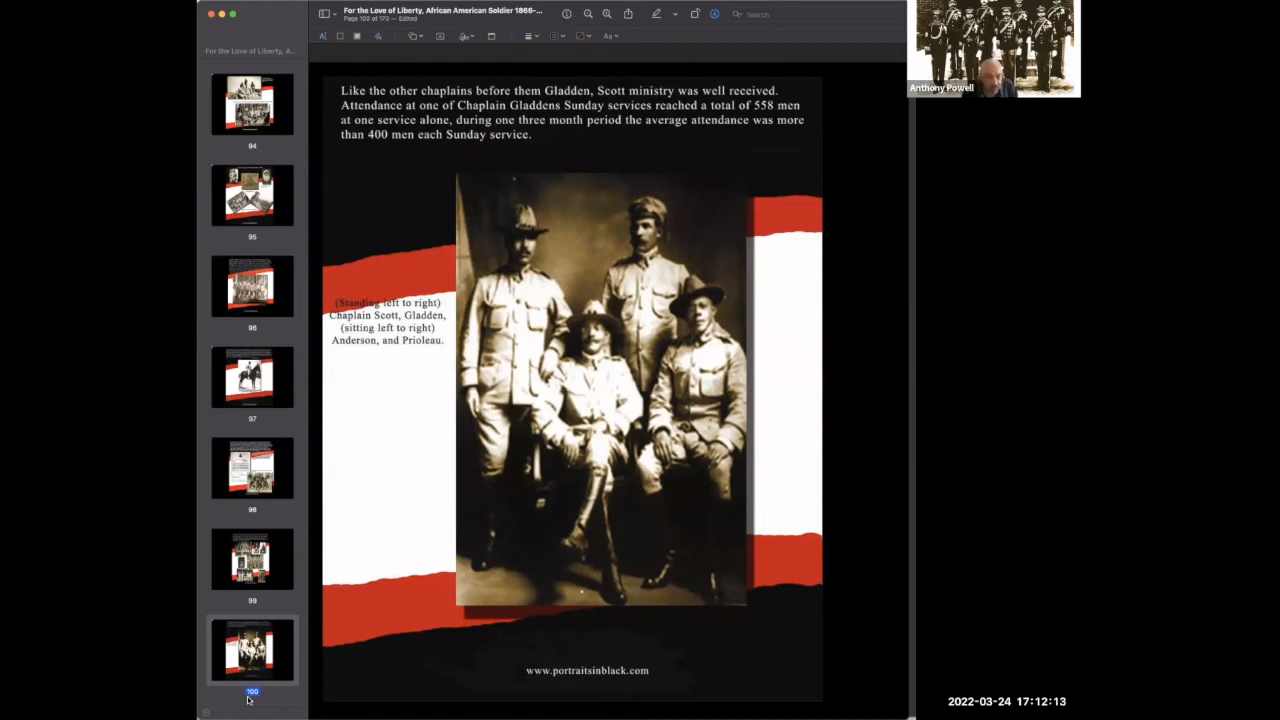 For the Love of Liberty, African American Soldier 1866-...
Page 100 of 173 — Edited
Search
For the Love of Liberty, A...
94
95
96
97
98
99
100
Like the other chaplains before them Gladden, Scott ministry was well received.
Attendance at one of Chaplain Gladdens Sunday services reached a total of 558 men
at one service alone, during one three month period the average attendance was more
than 400 men each Sunday service.
(Standing left to right)
Chaplain Scott, Gladden,
(sitting left to right)
Anderson, and Prioleau.
www.portraitsinblack.com
Anthony Powell
2022-03-24 17:12:13